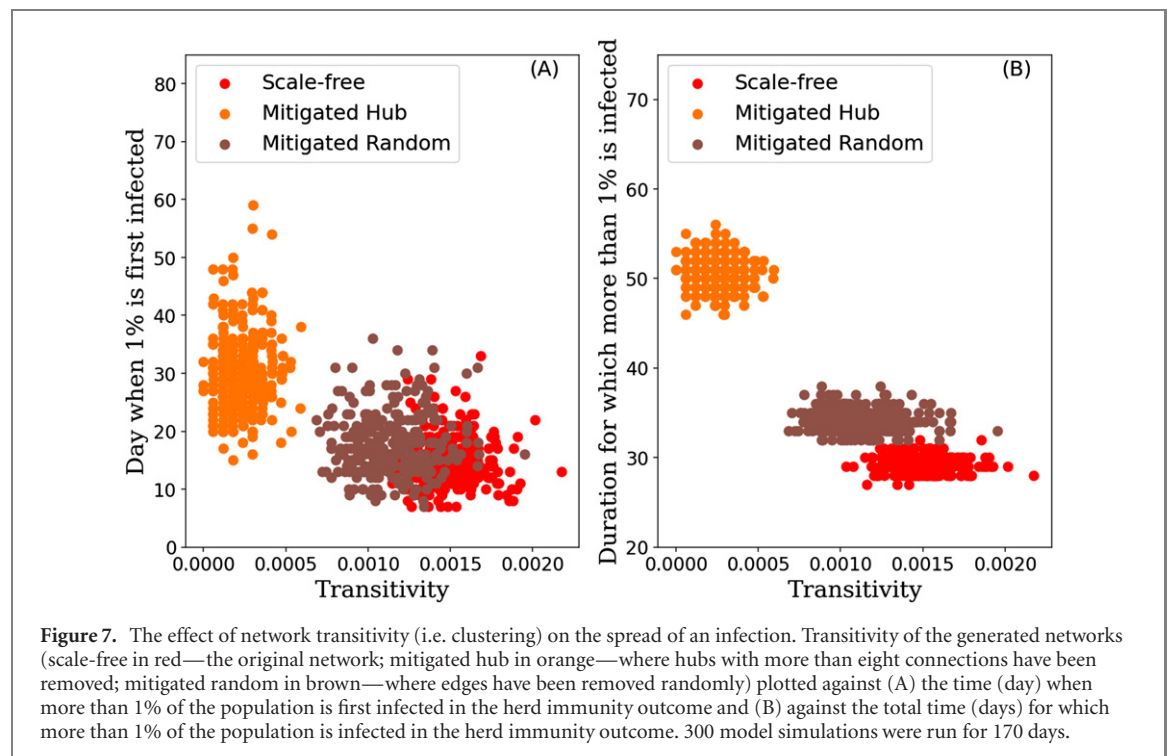 (A)
Scale-free
Mitigated Hub
Mitigated Random
Day when 1% is first infected
80
70
60
50
40
30
20
10
0
0.0000 0.0005 0.0010 0.0015 0.0020
Transitivity
(B)
Scale-free
Mitigated Hub
Mitigated Random
Duration for which more than 1% is infected
70
60
50
40
30
20
0.0000 0.0005 0.0010 0.0015 0.0020
Transitivity
Figure 7. The effect of network transitivity (i.e. clustering) on the spread of an infection. Transitivity of the generated networks
(scale-free in red—the original network; mitigated hub in orange—where hubs with more than eight connections have been
removed; mitigated random in brown—where edges have been removed randomly) plotted against (A) the time (day) when
more than 1% of the population is first infected in the herd immunity outcome and (B) against the total time (days) for which
more than 1% of the population is infected in the herd immunity outcome. 300 model simulations were run for 170 days.